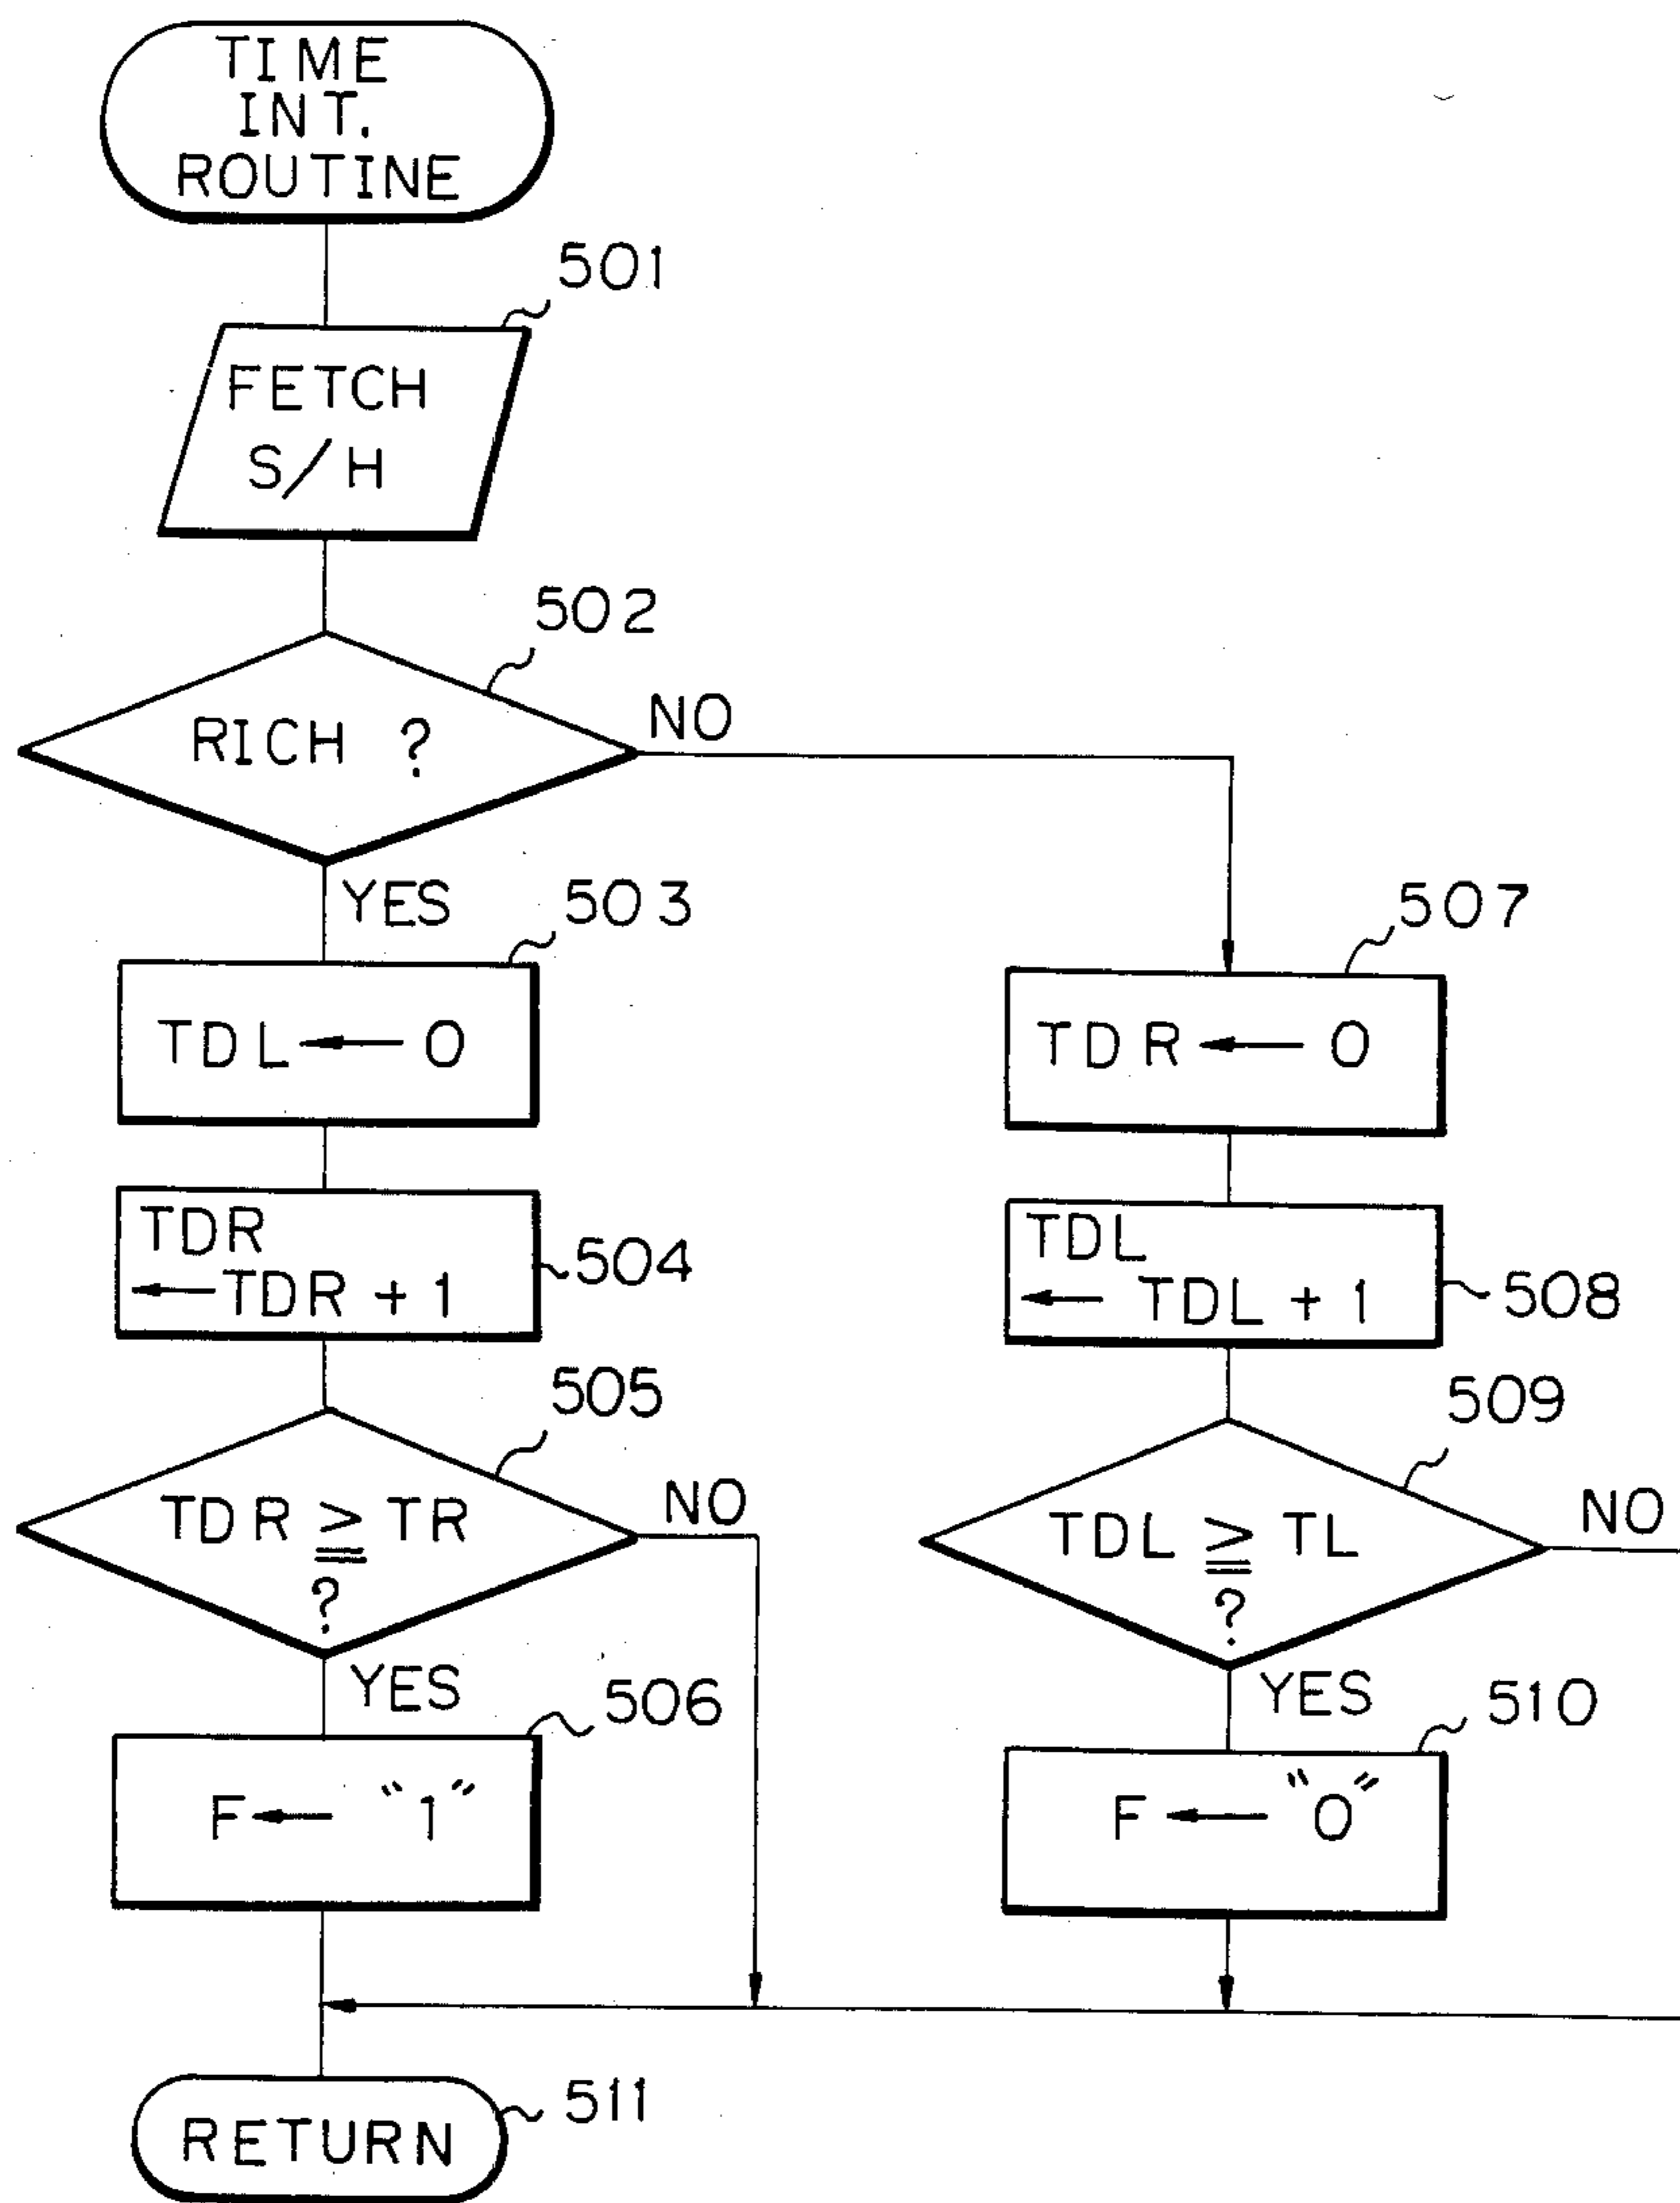 TIME
INT.
ROUTINE
501
FETCH
S/H
502
RICH ?
NO
YES
503
TDL ← 0
504
TDR
← TDR + 1
505
TDR ≧ TR
?
NO
YES
506
F ← "1"
507
TDR ← 0
508
TDL
← TDL + 1
509
TDL ≧ TL
?
NO
YES
510
F ← "0"
511
RETURN